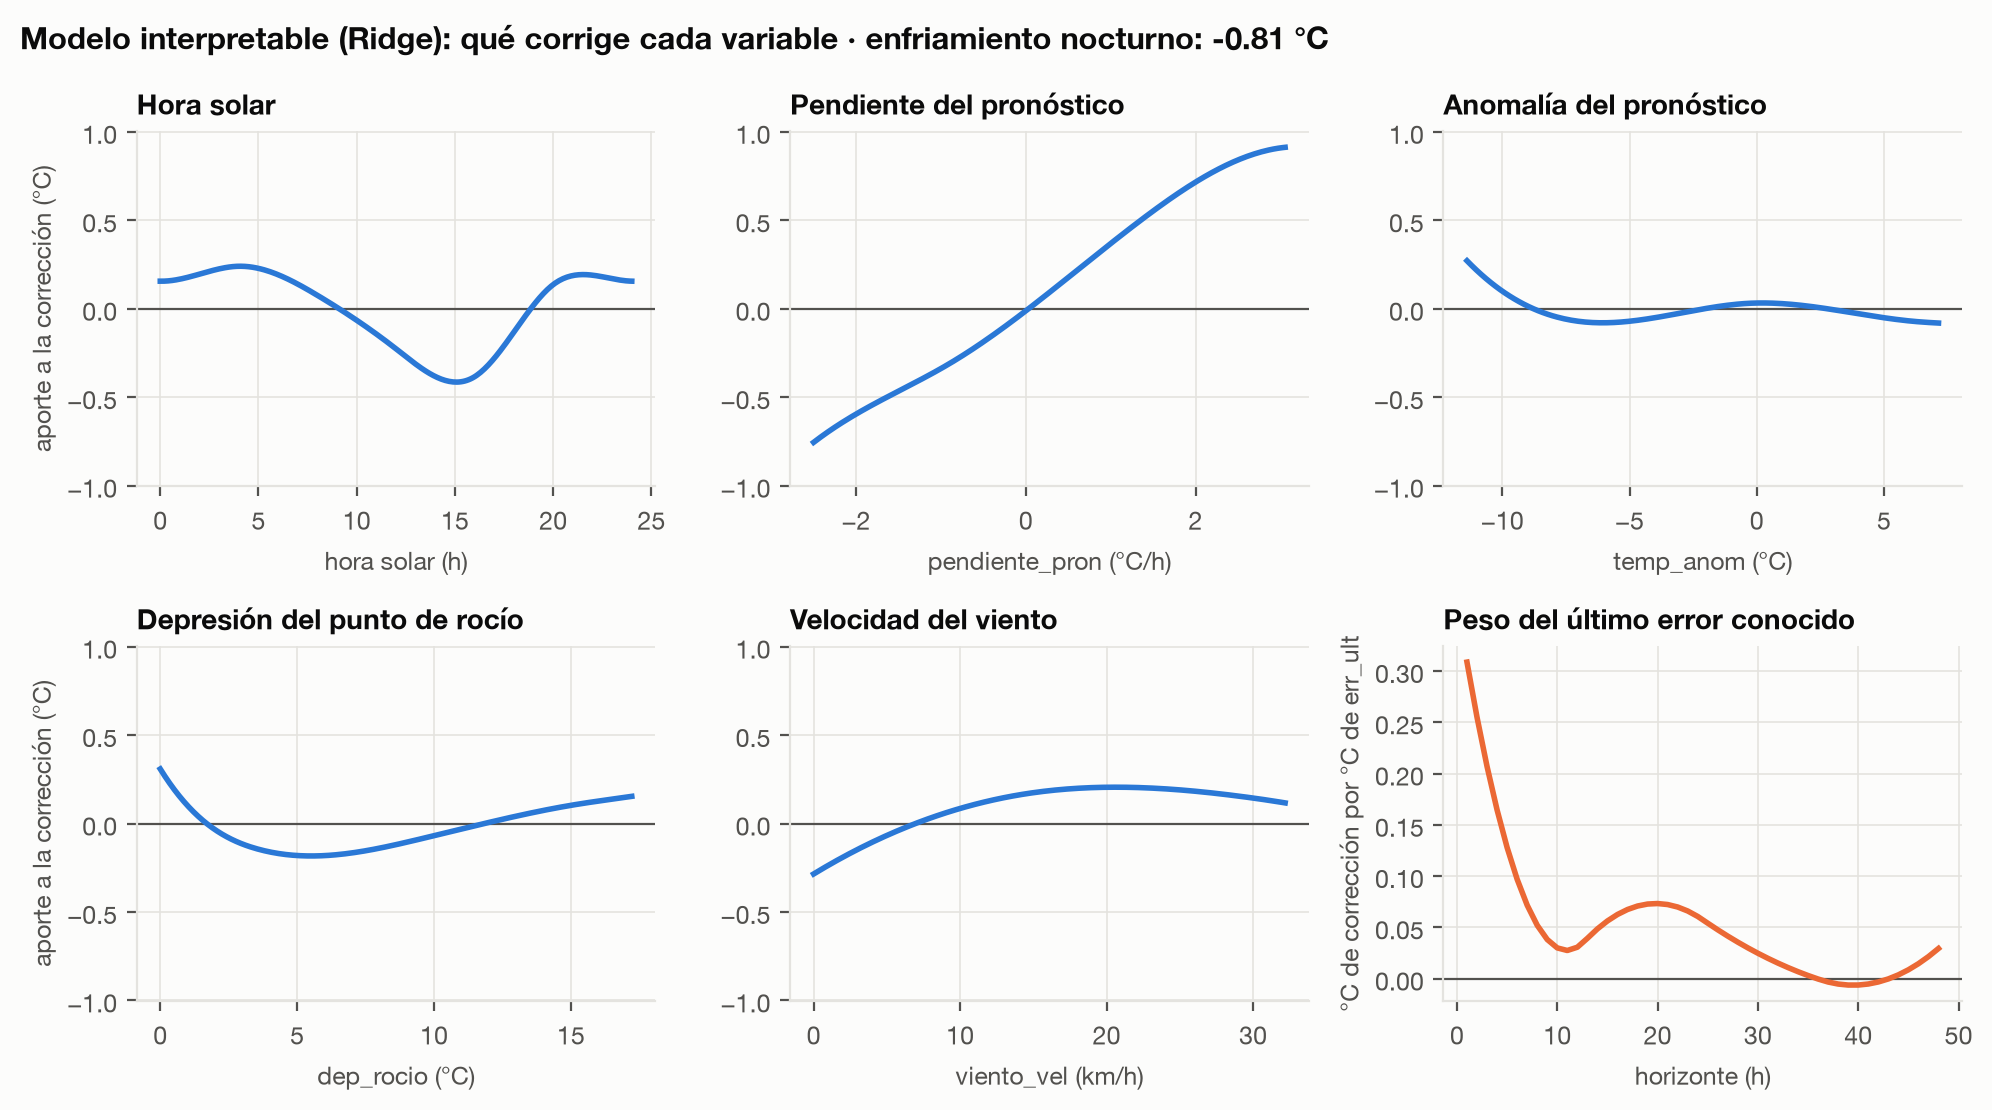 Modelo interpretable (Ridge): qué corrige cada variable · enfriamiento nocturno: -0.81 °C
Hora solar
aporte a la corrección (°C)
1.0
0.5
0.0
−0.5
−1.0
0 5 10 15 20 25
hora solar (h)
Pendiente del pronóstico
1.0
0.5
0.0
−0.5
−1.0
−2 0 2
pendiente_pron (°C/h)
Anomalía del pronóstico
1.0
0.5
0.0
−0.5
−1.0
−10 −5 0 5
temp_anom (°C)
Depresión del punto de rocío
aporte a la corrección (°C)
1.0
0.5
0.0
−0.5
−1.0
0 5 10 15
dep_rocio (°C)
Velocidad del viento
1.0
0.5
0.0
−0.5
−1.0
0 10 20 30
viento_vel (km/h)
Peso del último error conocido
°C de corrección por °C de err_ult
0.30
0.25
0.20
0.15
0.10
0.05
0.00
0 10 20 30 40 50
horizonte (h)